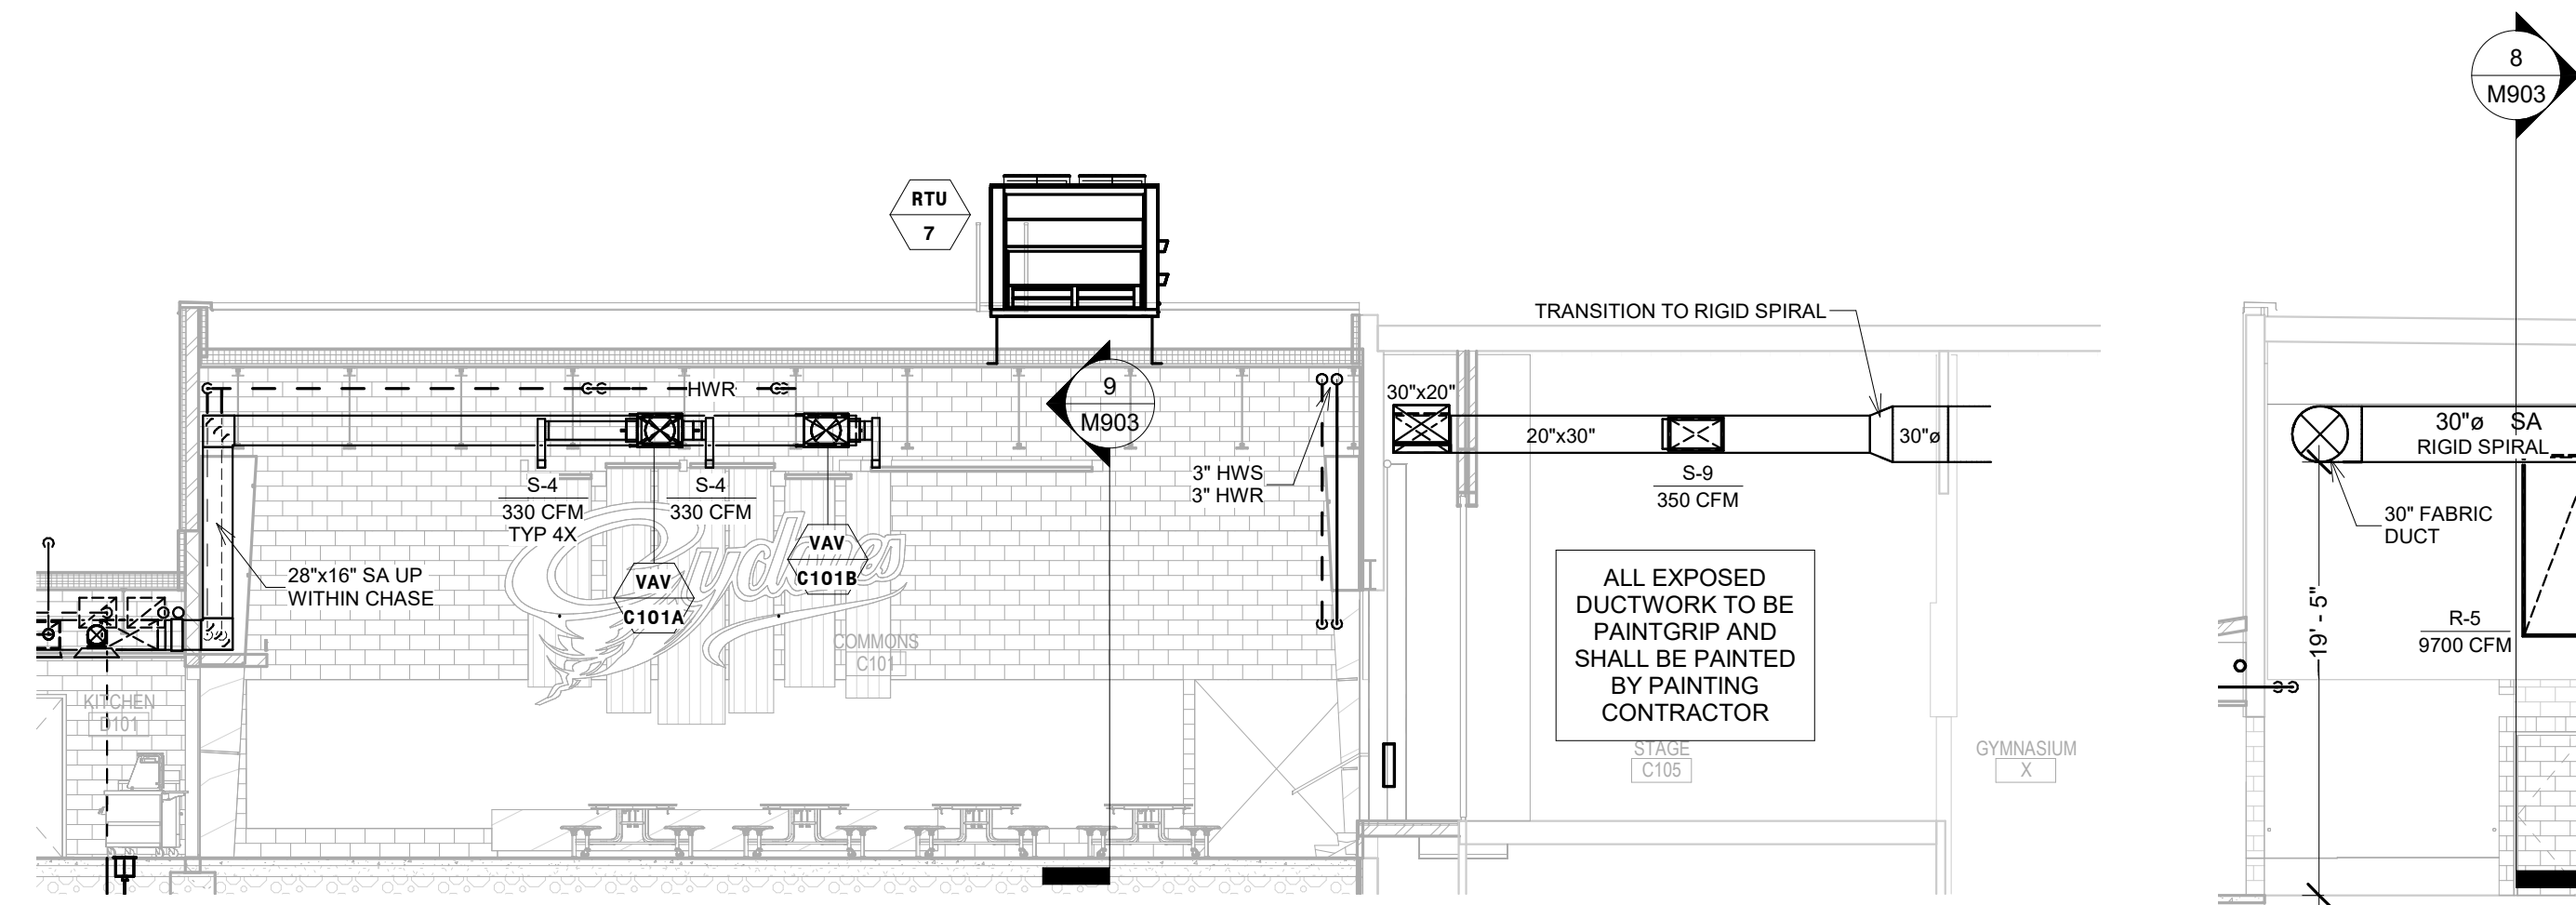 8
M903
RTU
7
TRANSITION TO RIGID SPIRAL
HWR
9
M903
30"x20"
20"x30"
30"ø
30"ø SA
RIGID SPIRAL
3" HWS
3" HWR
S-4
330 CFM
TYP 4X
S-4
330 CFM
S-9
350 CFM
30" FABRIC
DUCT
VAV
C101B
VAV
C101A
28"x16" SA UP
WITHIN CHASE
Cyclones
ALL EXPOSED
DUCTWORK TO BE
PAINTGRIP AND
SHALL BE PAINTED
BY PAINTING
CONTRACTOR
19' - 5"
R-5
9700 CFM
COMMONS
C101
KITCHEN
D101
STAGE
C105
GYMNASIUM
X